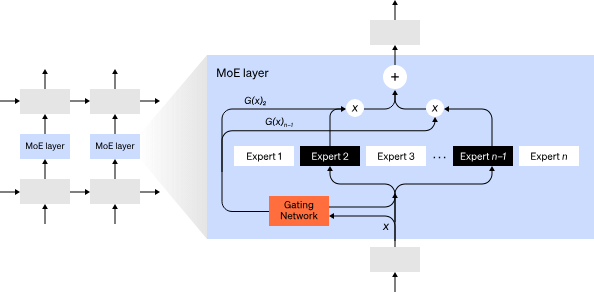 MoE layer
G(x)₂
x
+
x
G(x)ₙ₋₁
MoE layer
MoE layer
Expert 1
Expert 2
Expert 3
...
Expert n–1
Expert n
Gating
Network
x